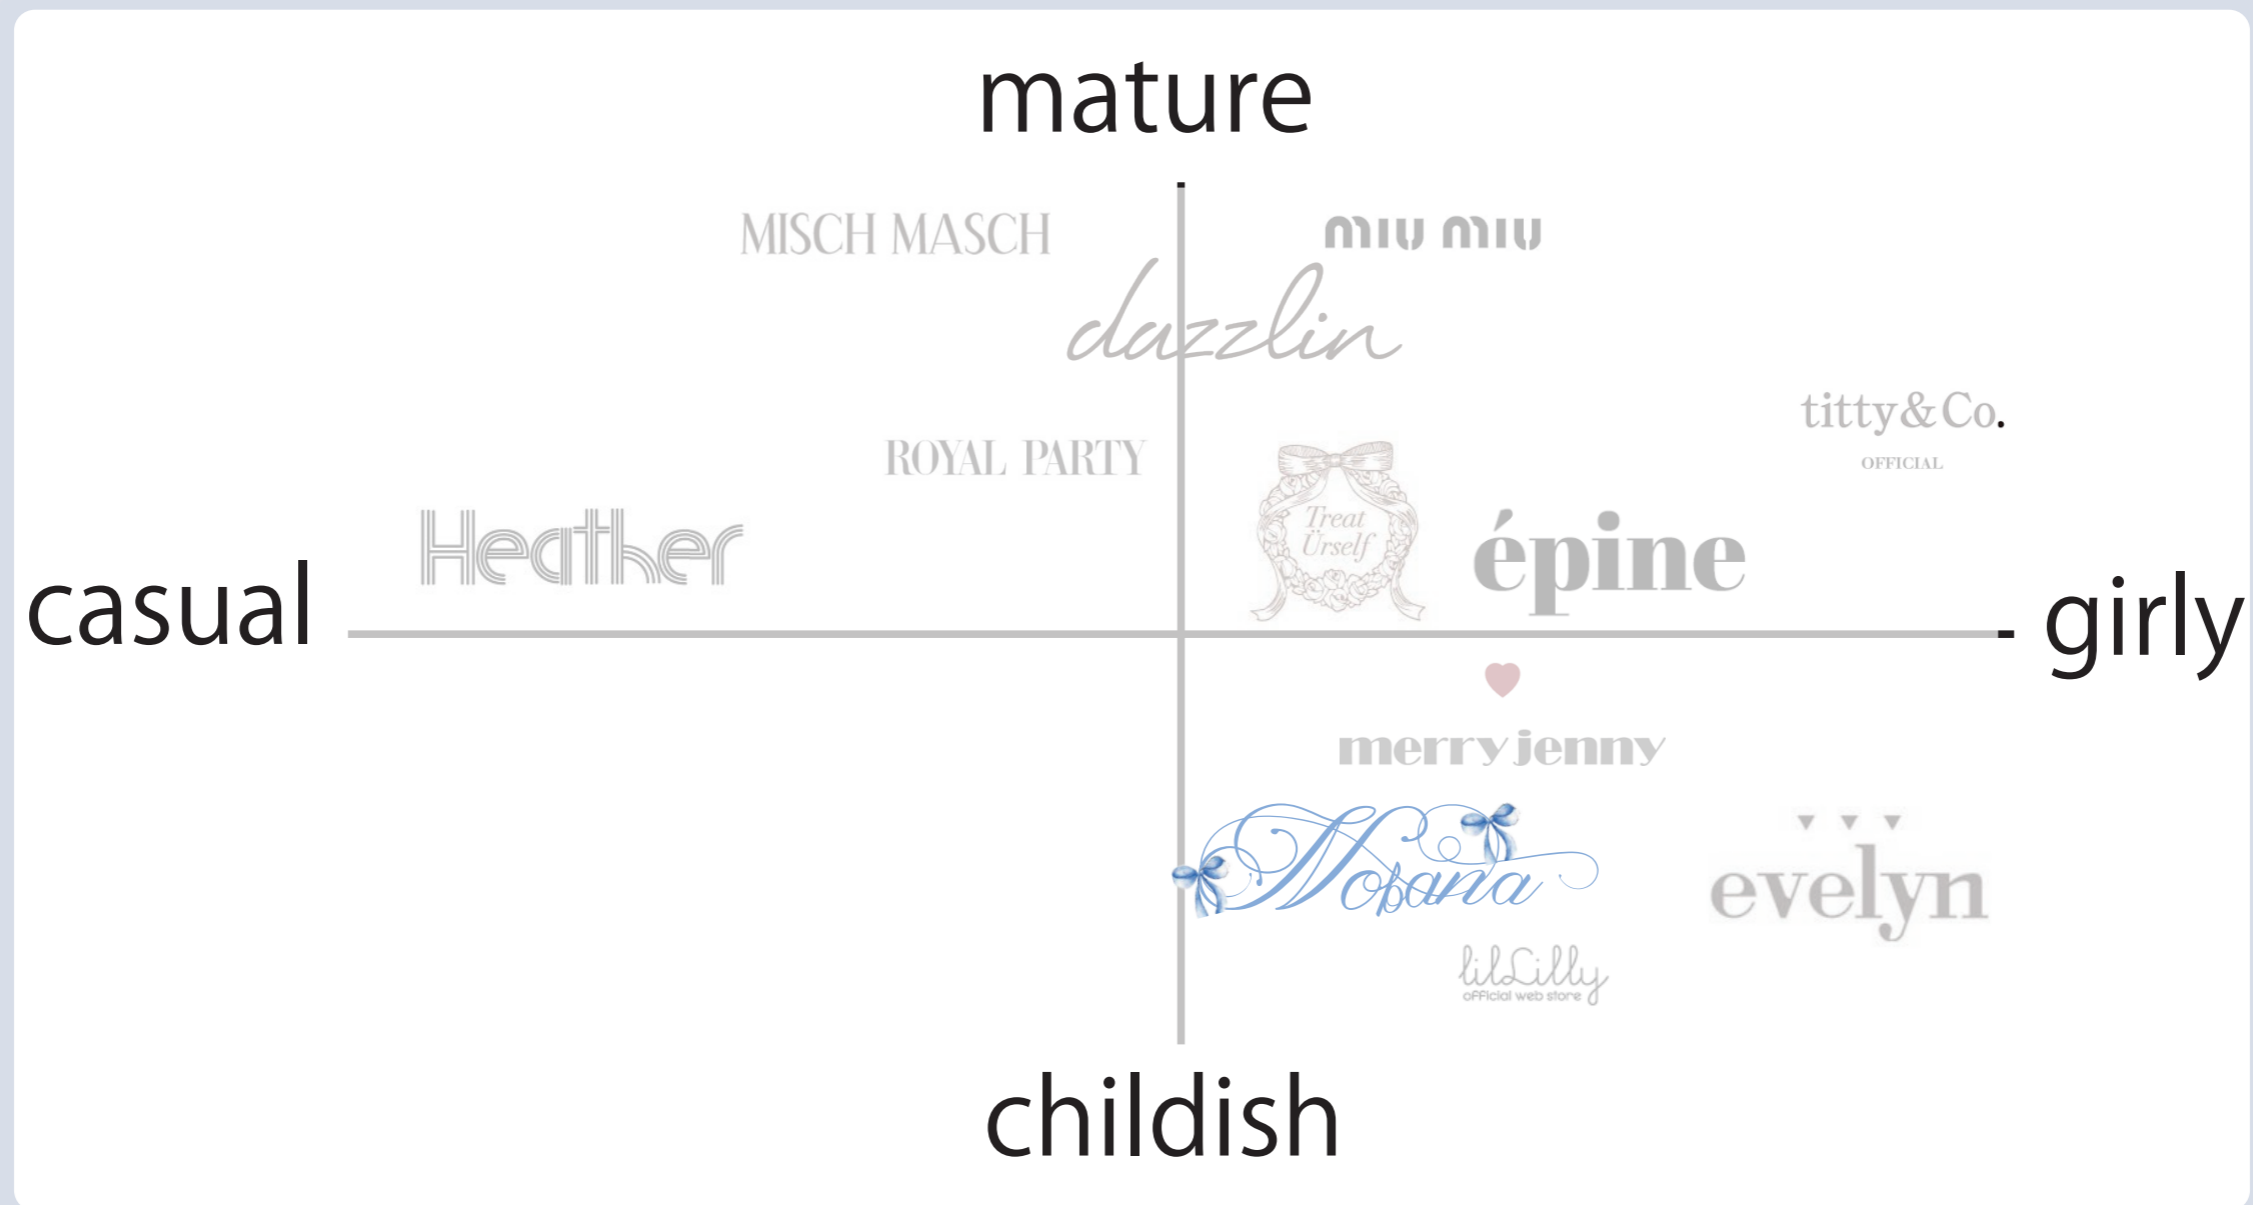 mature
MISCH MASCH
miu miu
dazzlin
titty&Co.
OFFICIAL
ROYAL PARTY
Treat
Ürself
Heather
épine
casual
girly
merry jenny
evelyn
lilLilly
official web store
childish